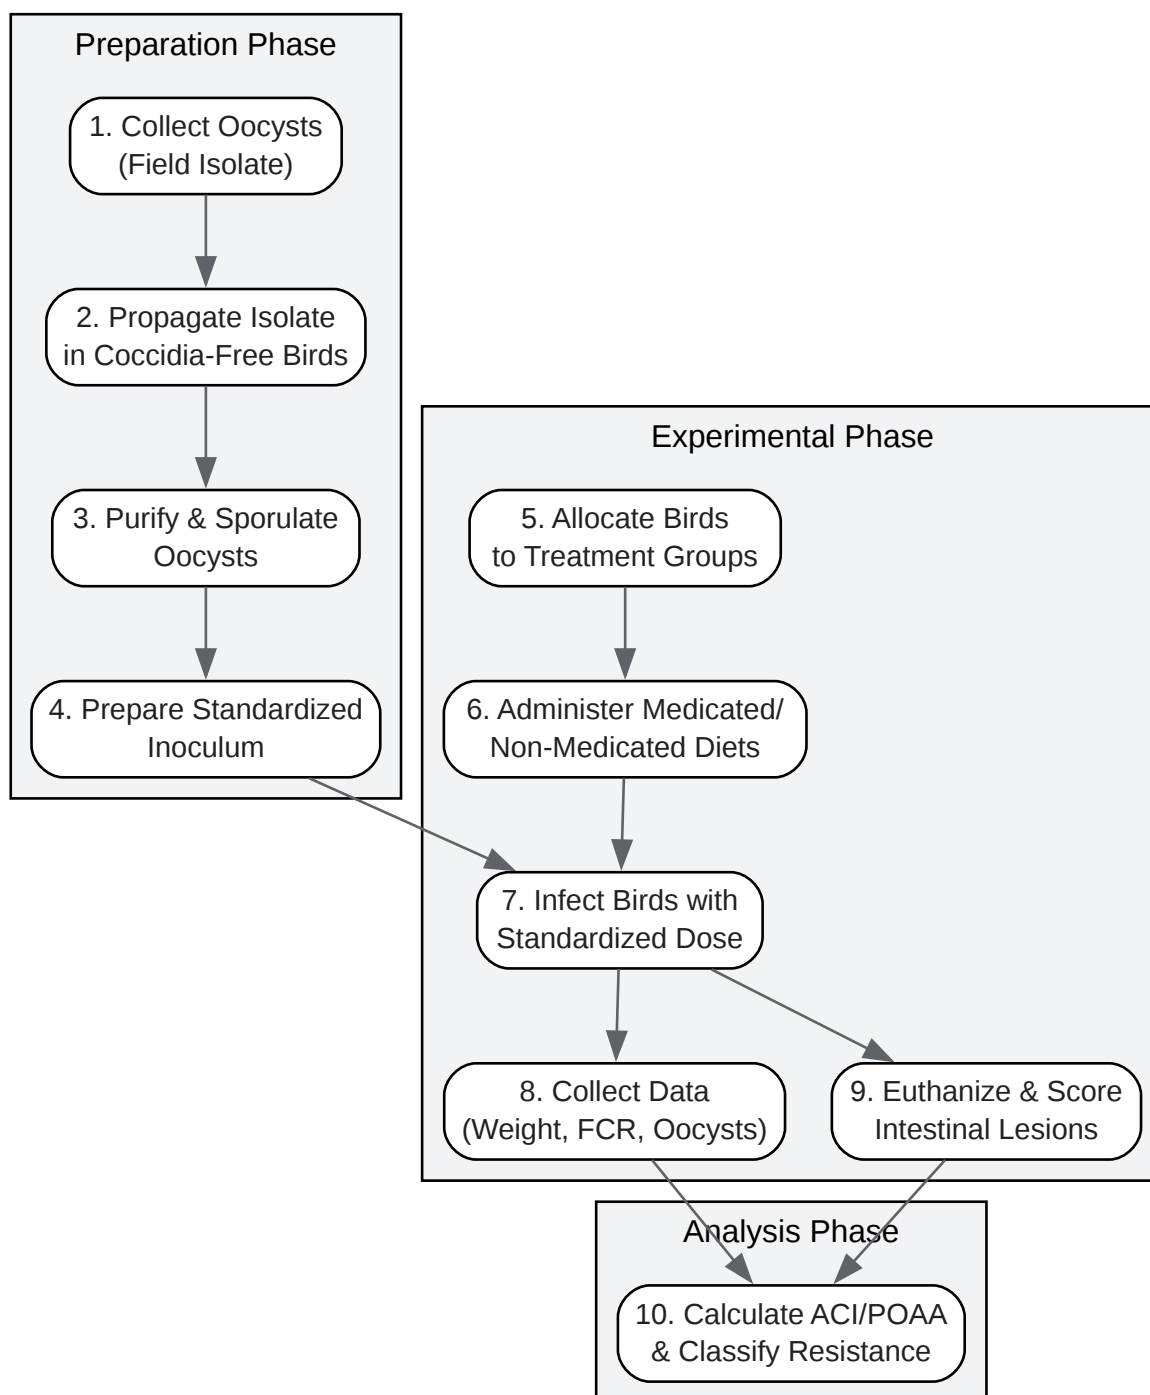 Preparation Phase
1. Collect Oocysts
(Field Isolate)
2. Propagate Isolate
in Coccidia-Free Birds
3. Purify & Sporulate
Oocysts
4. Prepare Standardized
Inoculum
Experimental Phase
5. Allocate Birds
to Treatment Groups
6. Administer Medicated/
Non-Medicated Diets
7. Infect Birds with
Standardized Dose
8. Collect Data
(Weight, FCR, Oocysts)
9. Euthanize & Score
Intestinal Lesions
Analysis Phase
10. Calculate ACI/POAA
& Classify Resistance